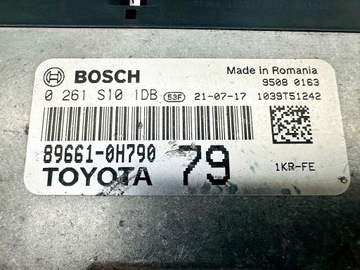 BOSCH
Made in Romania
9508 0163
0 261 S10 1DB 53F 21-07-17 1039T51242
89661-0H790
TOYOTA 79 1KR-FE